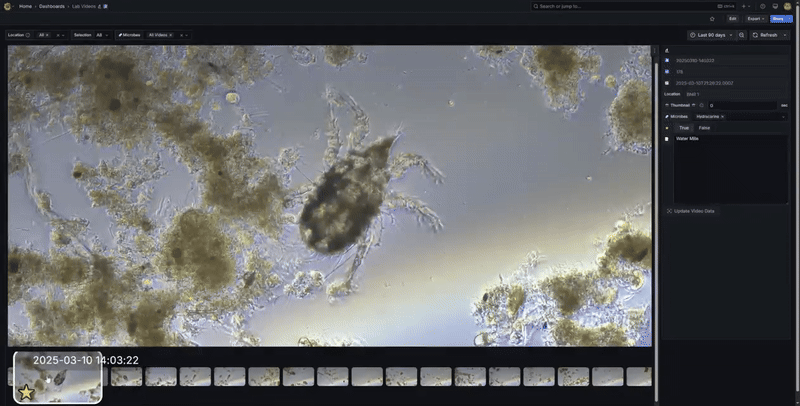 Home › Dashboards › Lab Videos
Search or jump to...
Edit
Export
Share
Location
All ×
Selection
All
Microbes
All Videos ×
Last 90 days
Refresh
Location
Thumbnail
0
sec
Microbes
Hydracarina ×
True
False
Water Mite
Update Video Data
2025-03-10 14:03:22